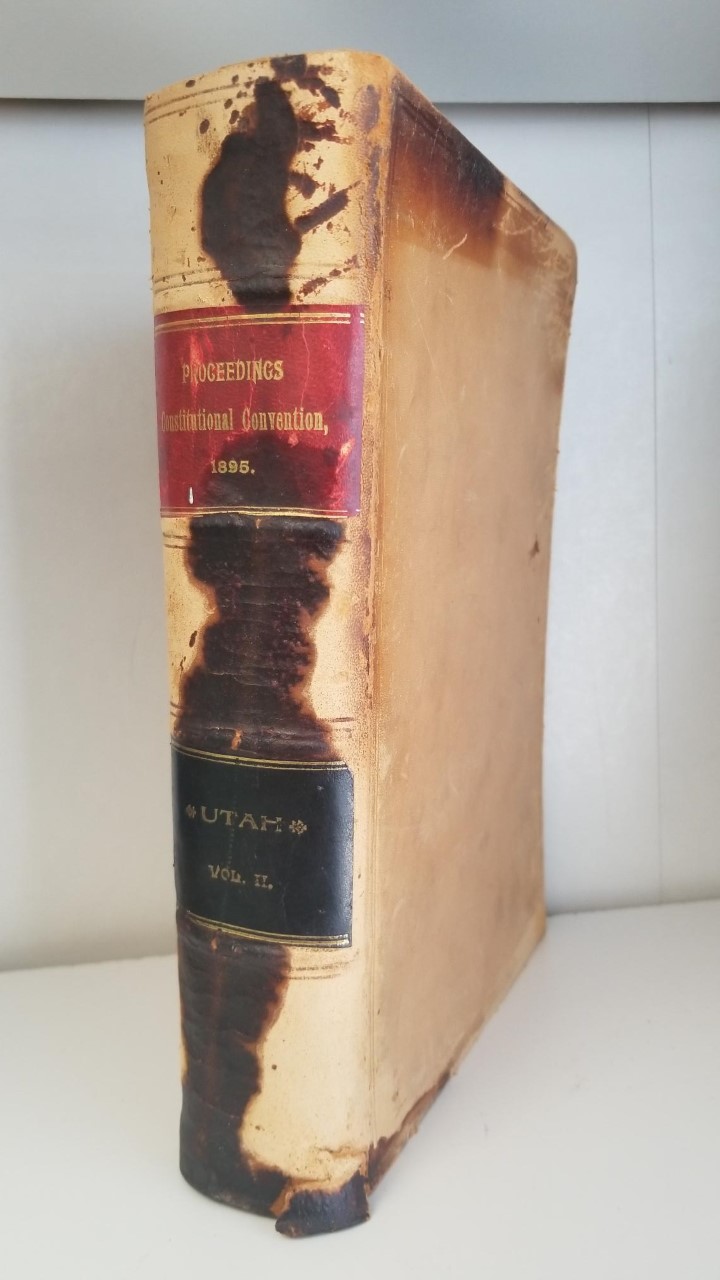 PROCEEDINGS
Constitutional Convention,
1895.
UTAH
VOL. II.